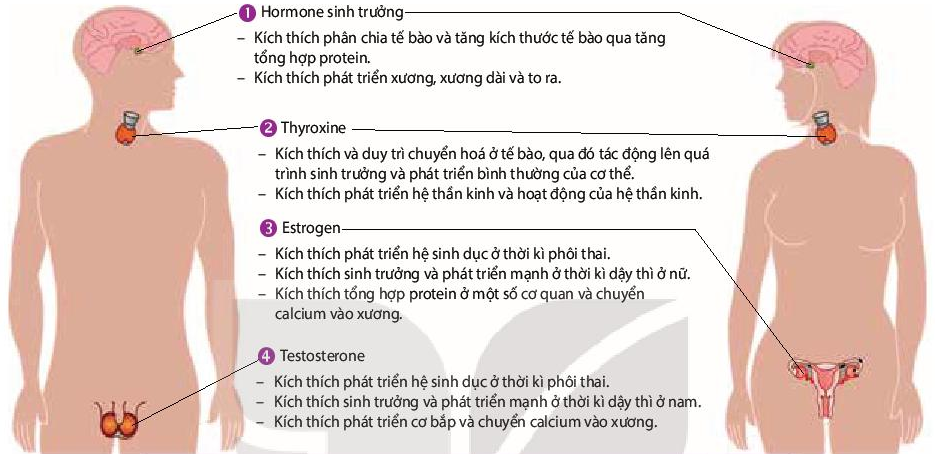 1 Hormone sinh trưởng
– Kích thích phân chia tế bào và tăng kích thước tế bào qua tăng
tổng hợp protein.
– Kích thích phát triển xương, xương dài và to ra.
2 Thyroxine
– Kích thích và duy trì chuyển hoá ở tế bào, qua đó tác động lên quá
trình sinh trưởng và phát triển bình thường của cơ thể.
– Kích thích phát triển hệ thần kinh và hoạt động của hệ thần kinh.
3 Estrogen
– Kích thích phát triển hệ sinh dục ở thời kì phôi thai.
– Kích thích sinh trưởng và phát triển mạnh ở thời kì dậy thì ở nữ.
– Kích thích tổng hợp protein ở một số cơ quan và chuyển
calcium vào xương.
4 Testosterone
– Kích thích phát triển hệ sinh dục ở thời kì phôi thai.
– Kích thích sinh trưởng và phát triển mạnh ở thời kì dậy thì ở nam.
– Kích thích phát triển cơ bắp và chuyển calcium vào xương.